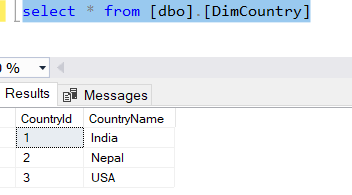 select * from [dbo].[DimCountry]
%
Results Messages
CountryId CountryName
1 India
2 Nepal
3 USA